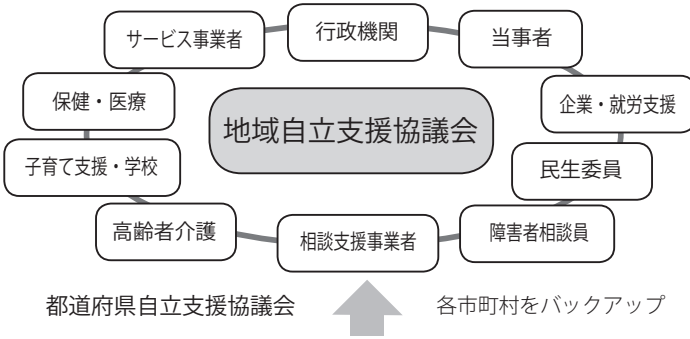 サービス事業者
行政機関
当事者
保健・医療
地域自立支援協議会
企業・就労支援
子育て支援・学校
民生委員
高齢者介護
相談支援事業者
障害者相談員
都道府県自立支援協議会
各市町村をバックアップ